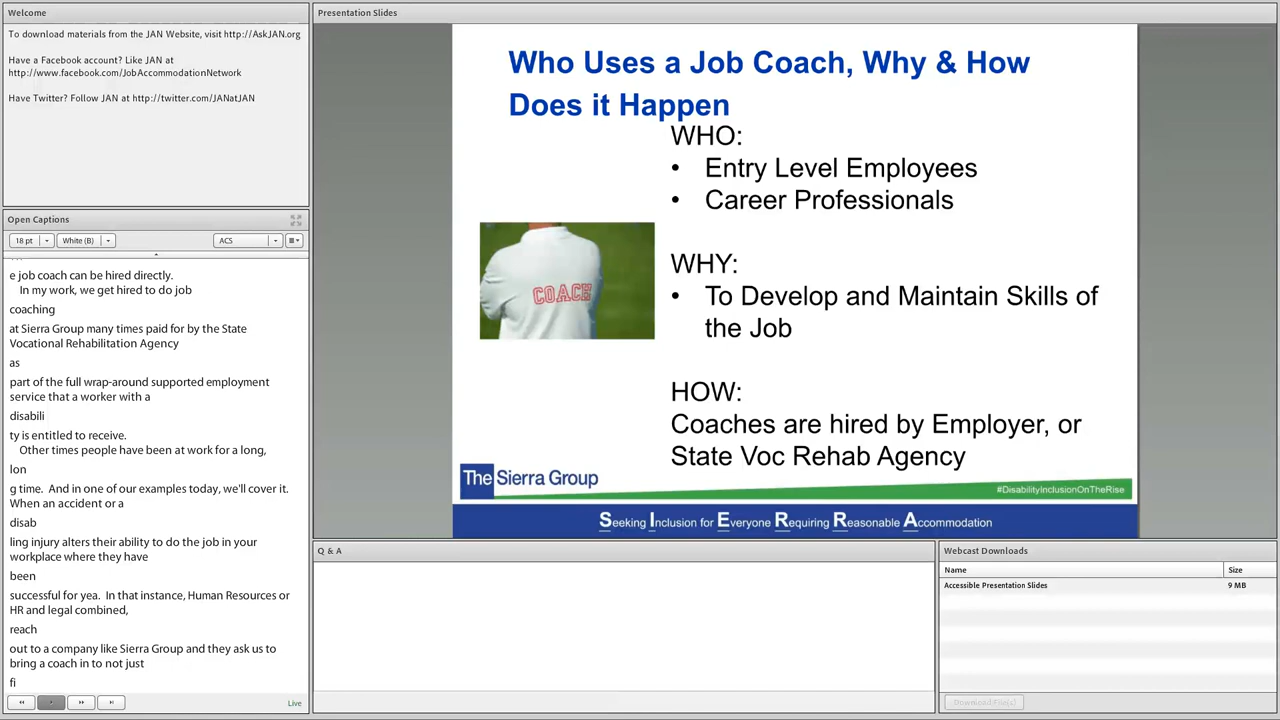 Welcome
To download materials from the JAN Website, visit http://AskJAN.org
Have a Facebook account? Like JAN at
http://www.facebook.com/JobAccommodationNetwork
Have Twitter? Follow JAN at http://twitter.com/JANatJAN
Open Captions
18 pt
White (B)
ACS
e job coach can be hired directly.
In my work, we get hired to do job
coaching
at Sierra Group many times paid for by the State
Vocational Rehabilitation Agency
as
part of the full wrap-around supported employment
service that a worker with a
disabili
ty is entitled to receive.
Other times people have been at work for a long,
lon
g time. And in one of our examples today, we'll cover it.
When an accident or a
disab
ling injury alters their ability to do the job in your
workplace where they have
been
successful for yea. In that instance, Human Resources or
HR and legal combined,
reach
out to a company like Sierra Group and they ask us to
bring a coach in to not just
fi
Live
Presentation Slides
Who Uses a Job Coach, Why & How
Does it Happen
WHO:
• Entry Level Employees
• Career Professionals
COACH
WHY:
• To Develop and Maintain Skills of
the Job
HOW:
Coaches are hired by Employer, or
State Voc Rehab Agency
The Sierra Group
#DisabilityInclusionOnTheRise
Seeking Inclusion for Everyone Requiring Reasonable Accommodation
Q & A
Webcast Downloads
Name Size
Accessible Presentation Slides 9 MB
Download File(s)